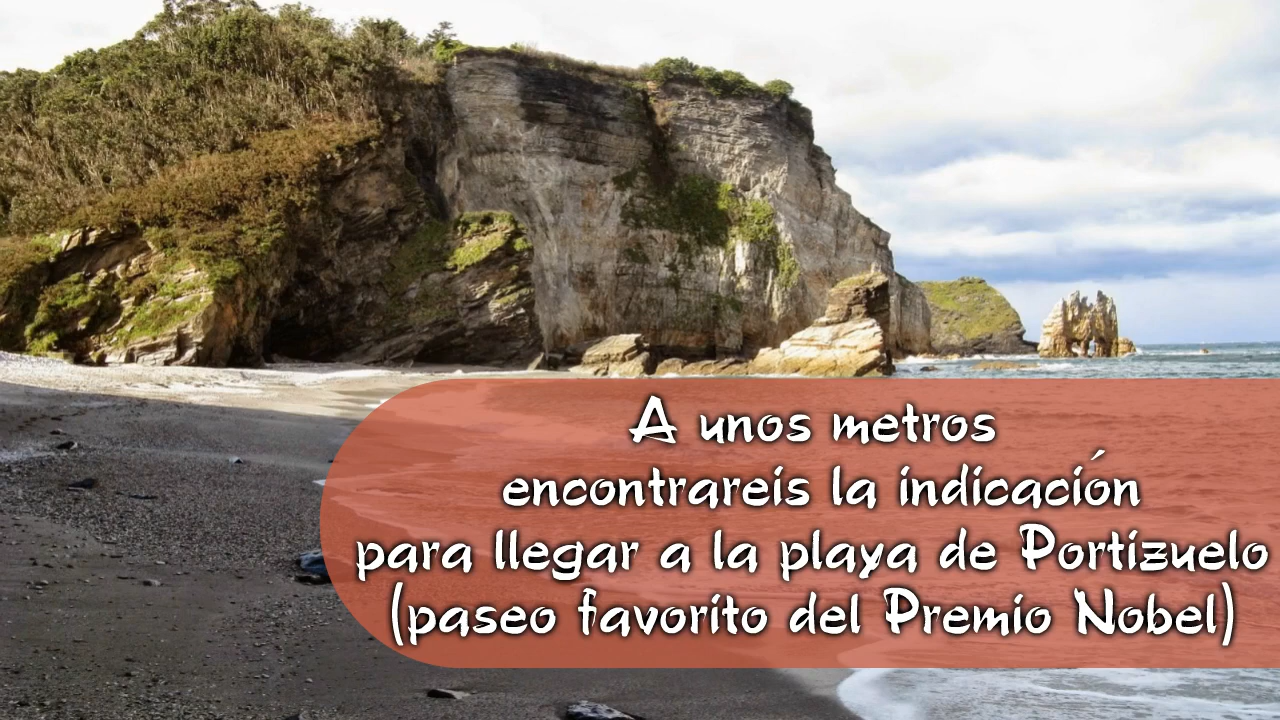 A unos metros
encontrareis la indicación
para llegar a la playa de Portizuelo
(paseo favorito del Premio Nobel)